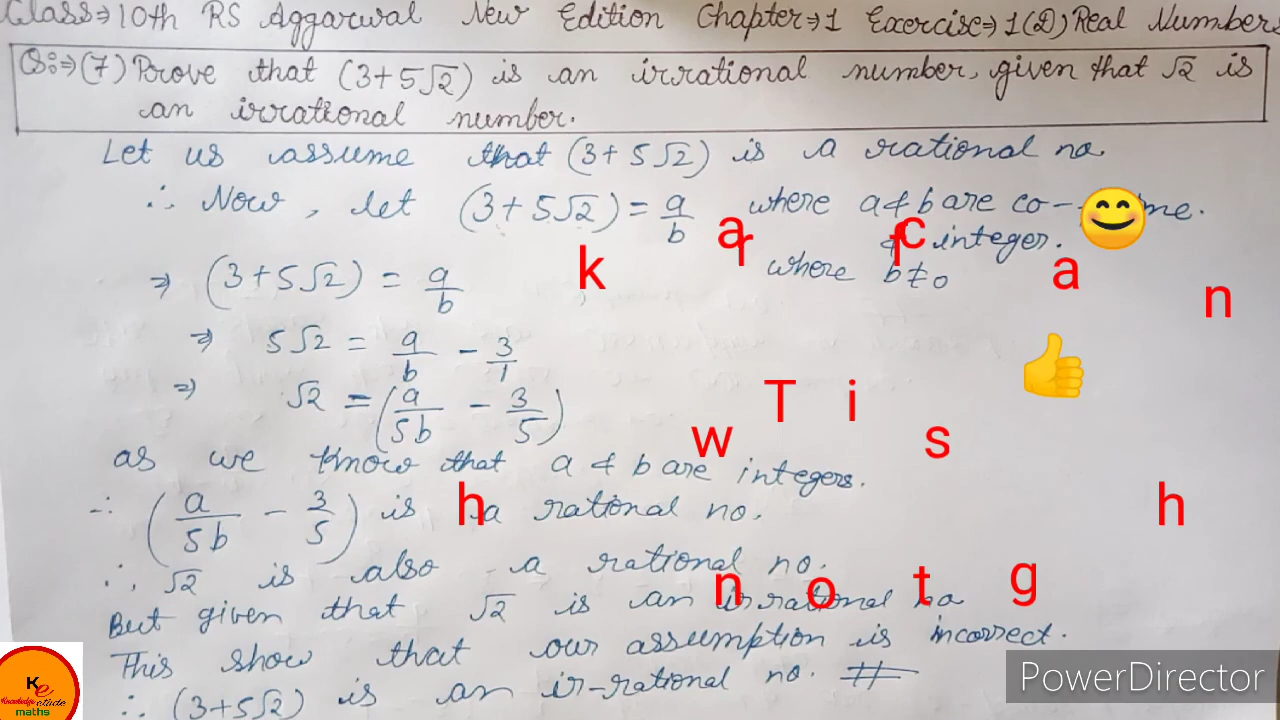 Class⇒10th RS Aggarwal New Edition Chapter⇒1 Exercise⇒1(D) Real Numbers
Q:⇒(7) Prove that (3+5√2) is an irrational number, given that √2 is
an irrational number.
Let us assume that (3+5√2) is a rational no.
∴ Now, let (3+5√2) = a/b where a & b are co-
integer.
⇒ (3+5√2) = a/b where b≠0
⇒ 5√2 = a/b - 3/1
⇒ √2 = (a/5b - 3/5)
as we know that a & b are integers.
∴ (a/5b - 3/5) is a rational no.
∴ √2 is also a rational no.
But given that √2 is an irrational no
This show that our assumption is incorrect.
∴ (3+5√2) is an ir-rational no. #
a r f c
k a n
T i
w s
h h
n o t g
Ke
Knowledge etude
maths
PowerDirector